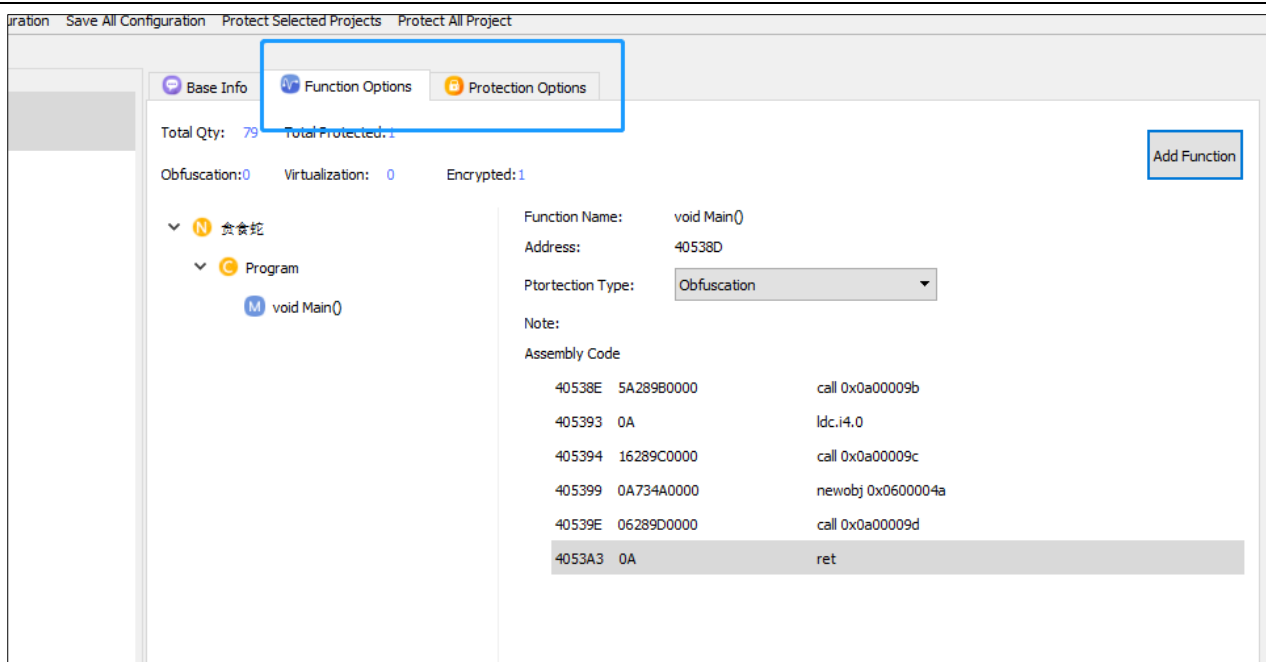 uration Save All Configuration Protect Selected Projects Protect All Project
Base Info Function Options Protection Options
Total Qty: 79 Total Protected:1
Add Function
Obfuscation:0 Virtualization: 0 Encrypted:1
N 贪食蛇
C Program
M void Main()
Function Name: void Main()
Address: 40538D
Ptortection Type: Obfuscation
Note:
Assembly Code
40538E 5A289B0000 call 0x0a00009b
405393 0A ldc.i4.0
405394 16289C0000 call 0x0a00009c
405399 0A734A0000 newobj 0x0600004a
40539E 06289D0000 call 0x0a00009d
4053A3 0A ret